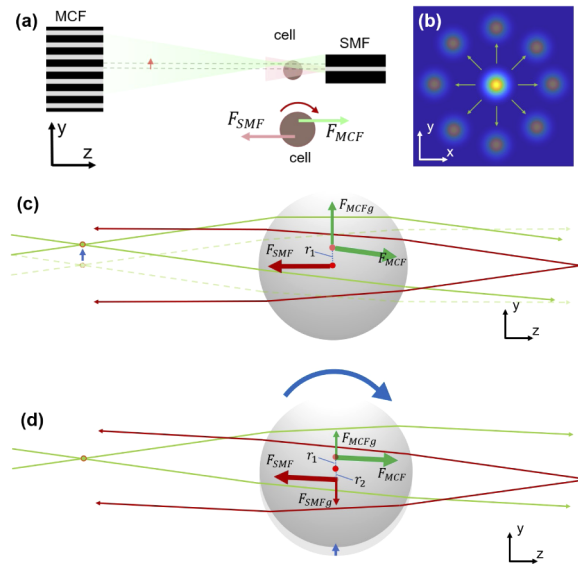 (a)
MCF
cell
SMF
F_SMF
F_MCF
cell
y
z
(b)
y
x
(c)
F_MCFg
r_1
F_SMF
F_MCF
y
z
(d)
F_MCFg
r_1
F_SMF
F_MCF
r_2
F_SMFg
y
z